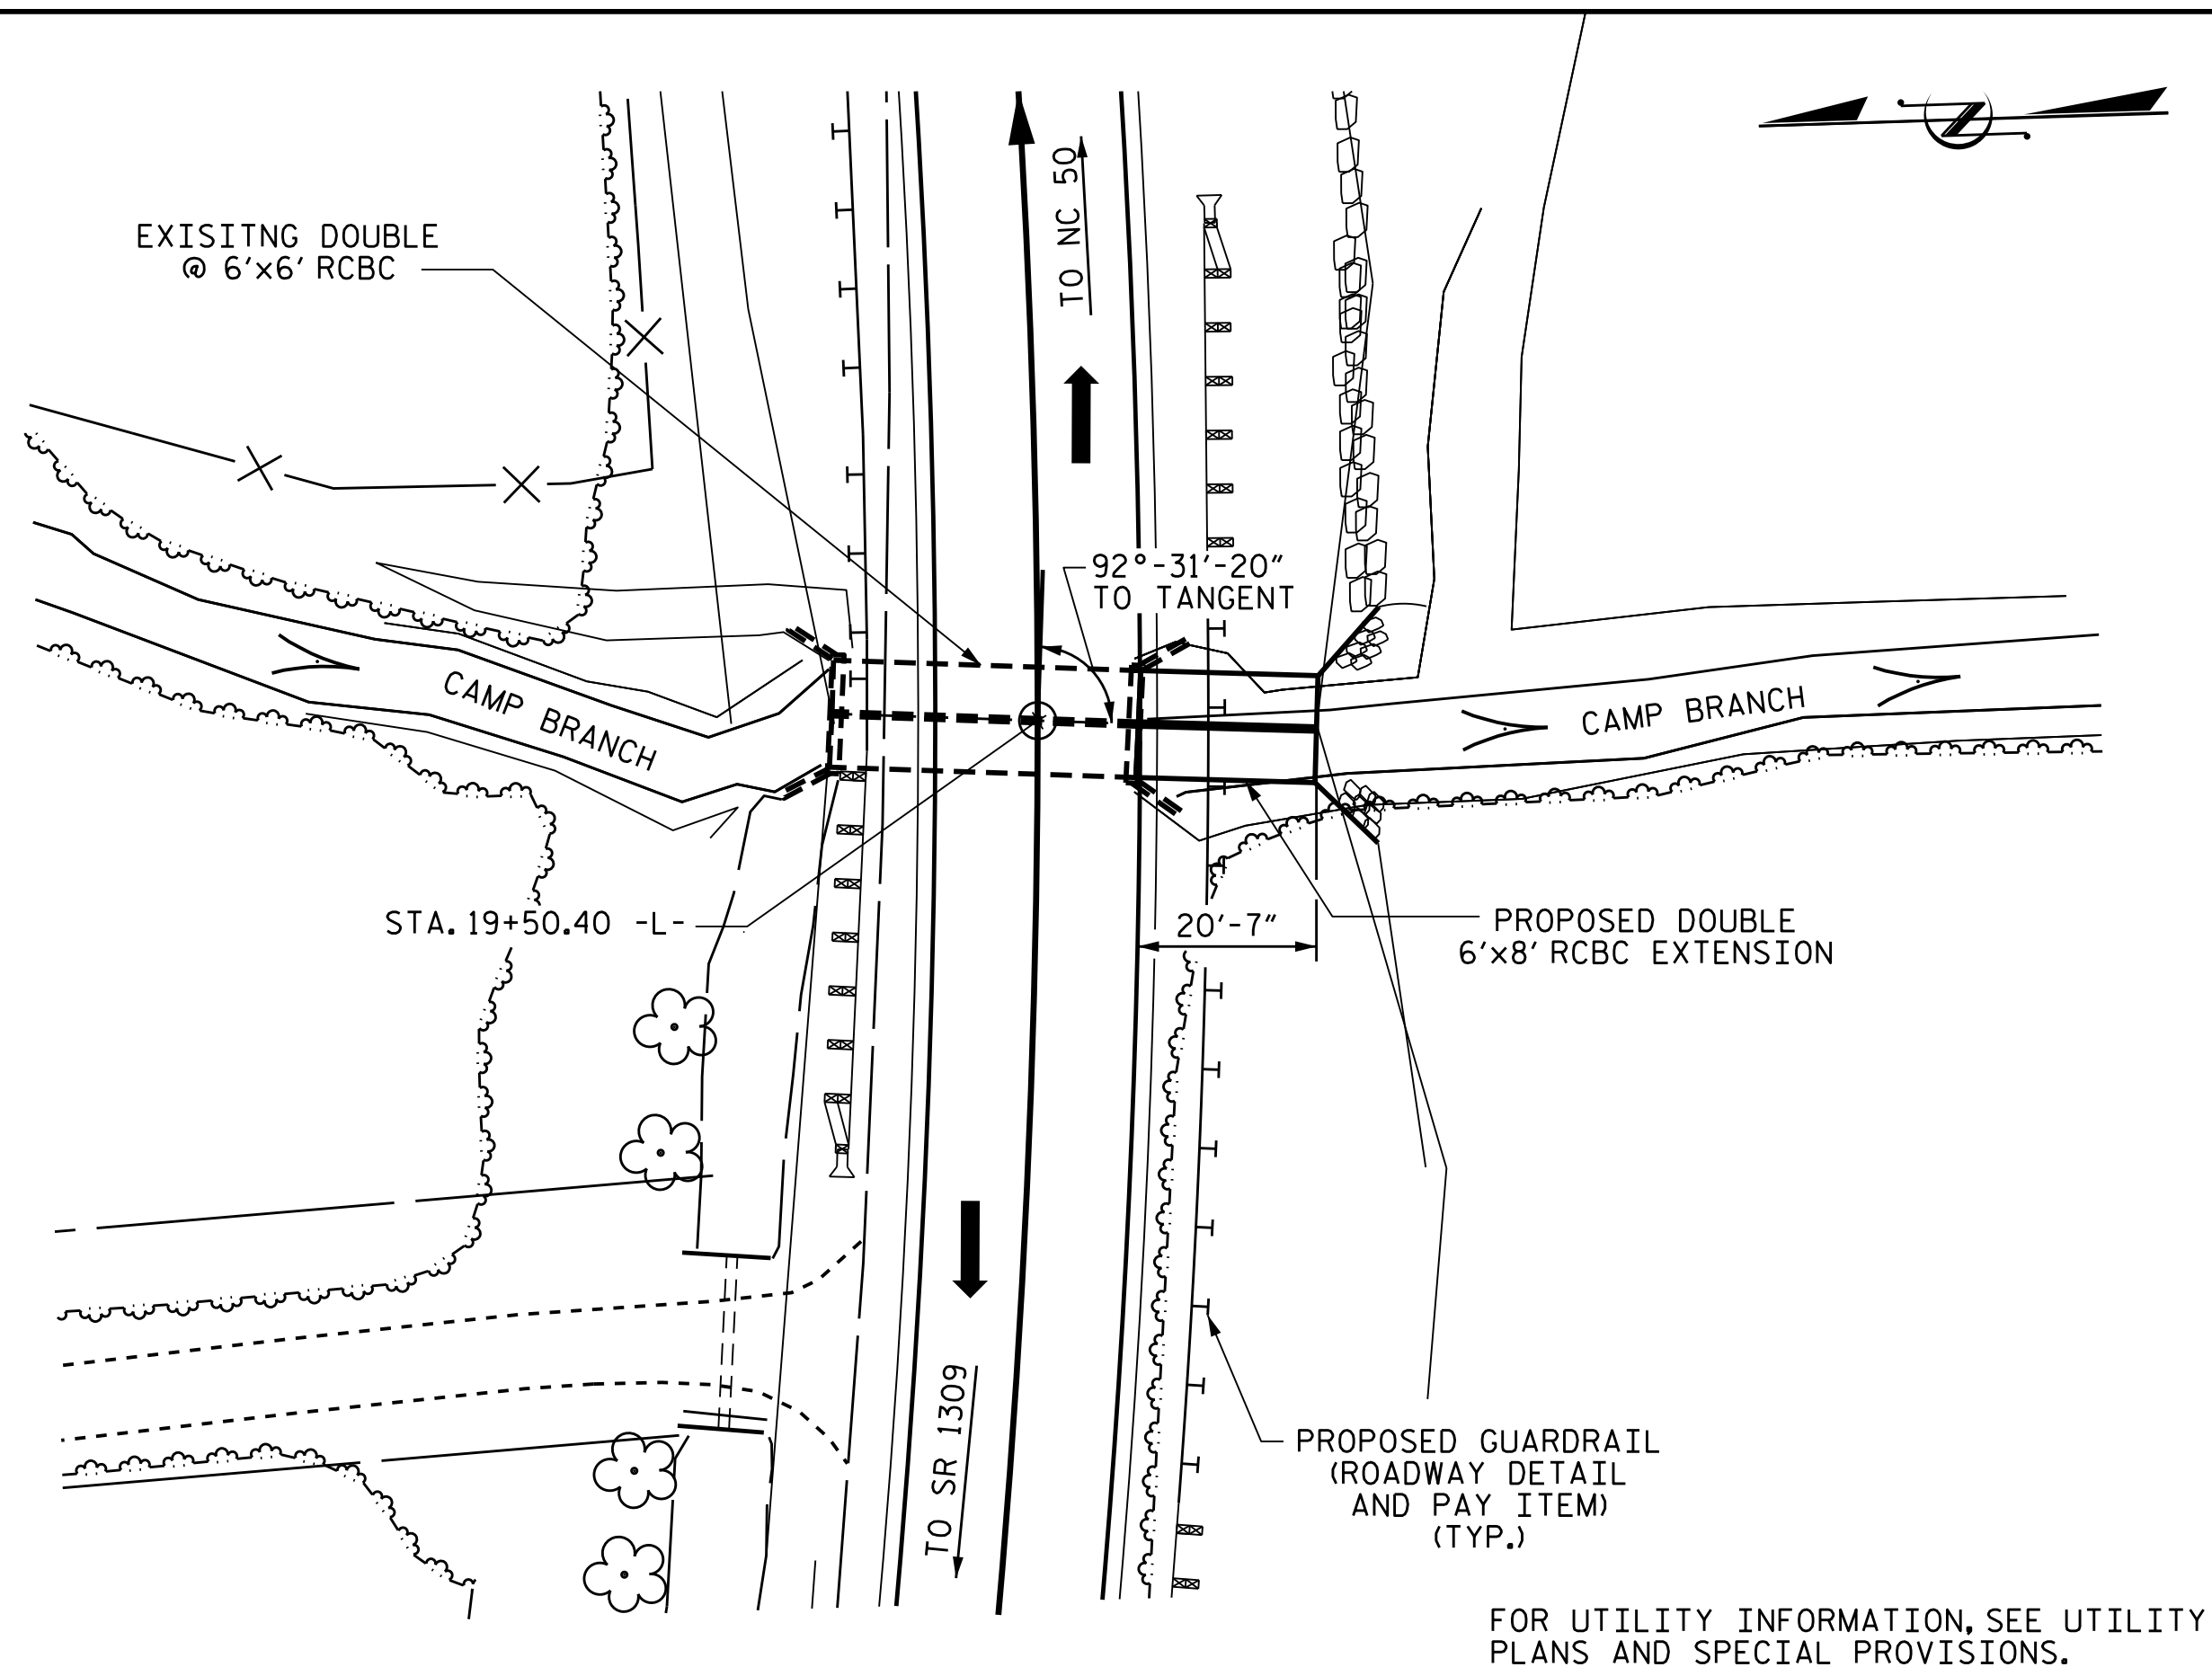 EXISITNG DOUBLE
@ 6'x6' RCBC
TO NC 50
92°-31'-20"
TO TANGENT
CAMP BRANCH
CAMP BRANCH
STA. 19+50.40 -L-
20'-7"
PROPOSED DOUBLE
6'x8' RCBC EXTENSION
TO SR 1309
PROPOSED GUARDRAIL
(ROADWAY DETAIL
AND PAY ITEM)
(TYP.)
FOR UTILITY INFORMATION, SEE UTILITY
PLANS AND SPECIAL PROVISIONS.